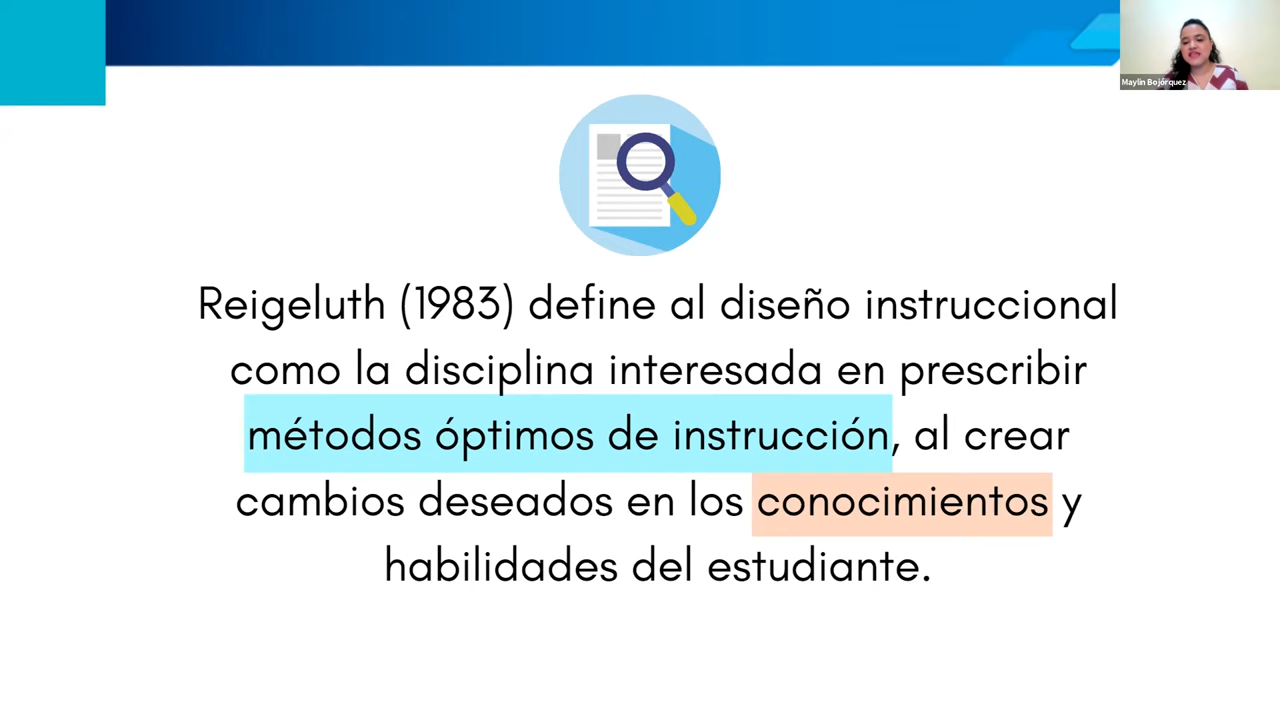 Maylin Bojórquez
Reigeluth (1983) define al diseño instruccional
como la disciplina interesada en prescribir
métodos óptimos de instrucción, al crear
cambios deseados en los conocimientos y
habilidades del estudiante.